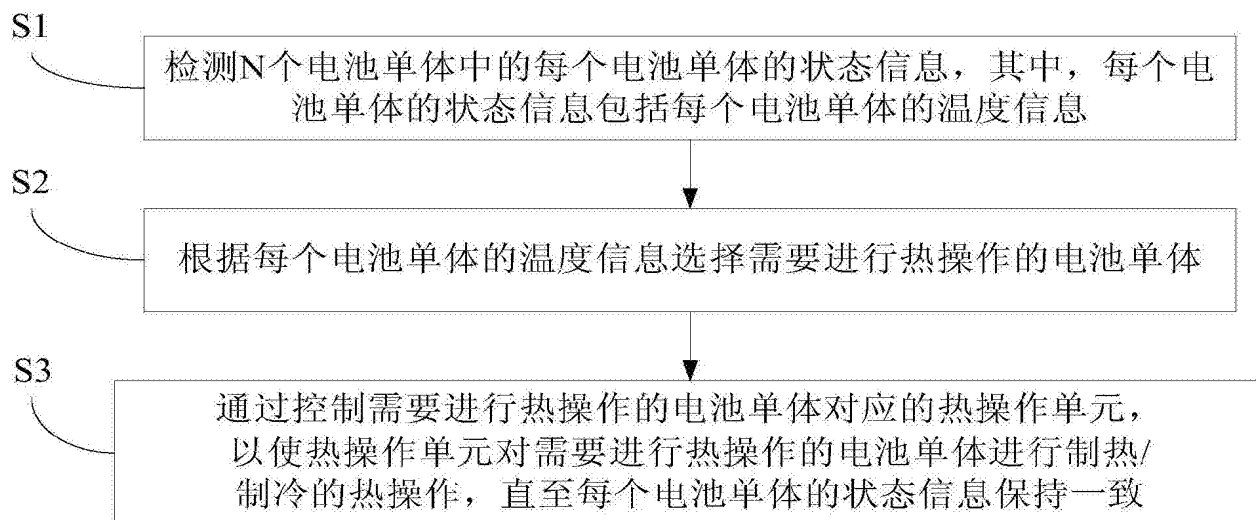 S1
检测N个电池单体中的每个电池单体的状态信息，其中，每个电
池单体的状态信息包括每个电池单体的温度信息
S2
根据每个电池单体的温度信息选择需要进行热操作的电池单体
S3
通过控制需要进行热操作的电池单体对应的热操作单元，
以使热操作单元对需要进行热操作的电池单体进行制热/
制冷的热操作，直至每个电池单体的状态信息保持一致